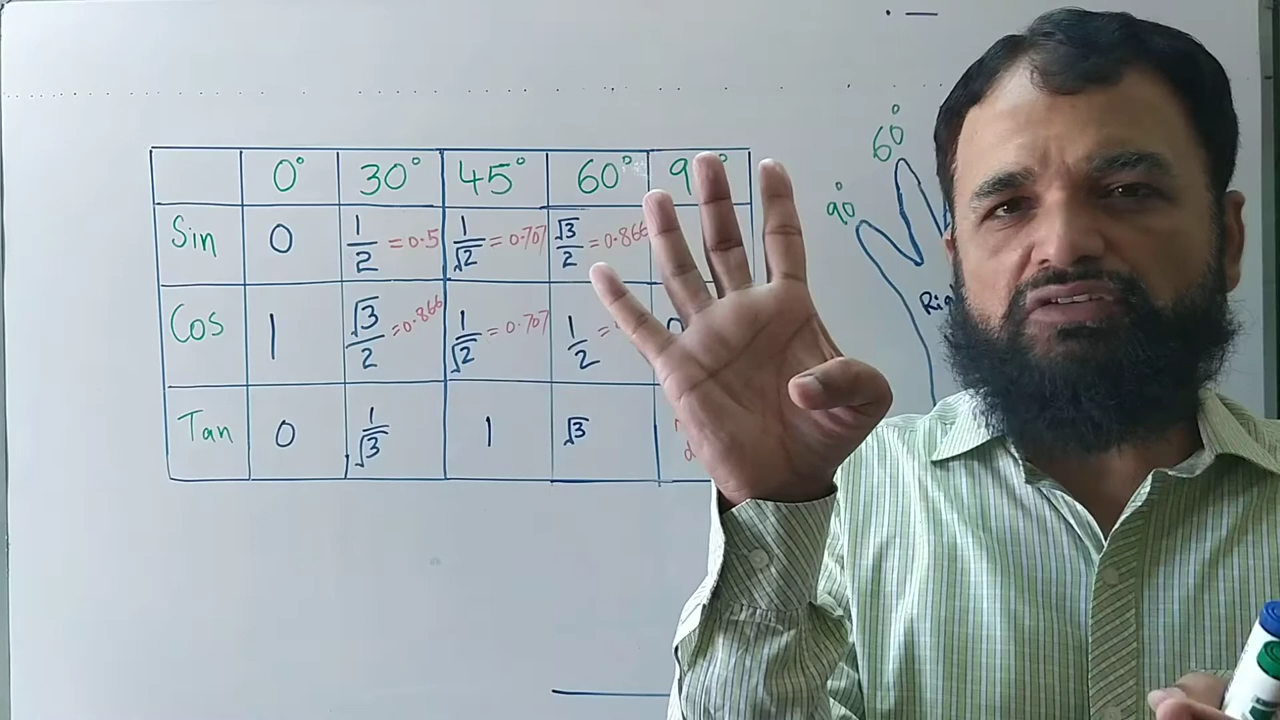 0° 30° 45° 60° 9
Sin 0 1/2 = 0.5 1/√2 = 0.707 √3/2 = 0.866
Cos 1 √3/2 = 0.866 1/√2 = 0.707 1/2 = 0
Tan 0 1/√3 1 √3
60°
90°